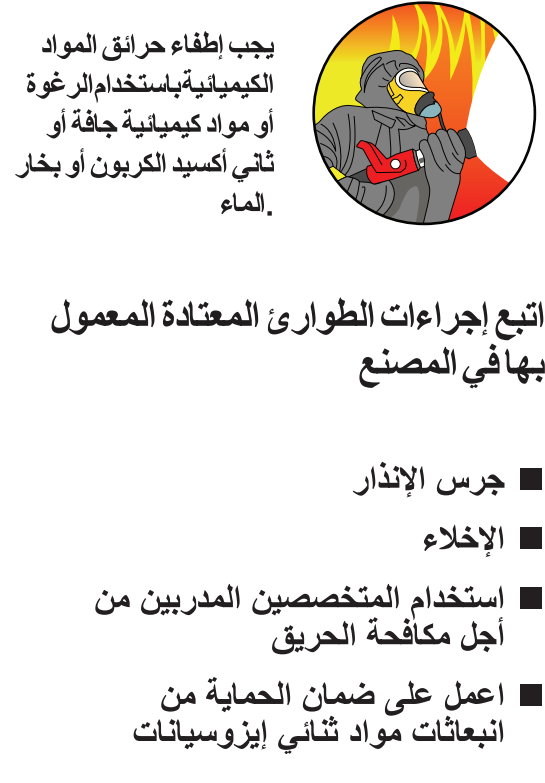 يجب إطفاء حرائق المواد
الكيميائيةباستخدام الرغوة
أو مواد كيميائية جافة أو
ثاني أكسيد الكربون أو بخار
.الماء
اتبع إجراءات الطوارئ المعتادة المعمول
بها في المصنع
■ جرس الإنذار
■ الإخلاء
■ استخدام المتخصصين المدربين من
أجل مكافحة الحريق
■ اعمل على ضمان الحماية من
انبعاثات مواد ثنائي إيزوسيانات